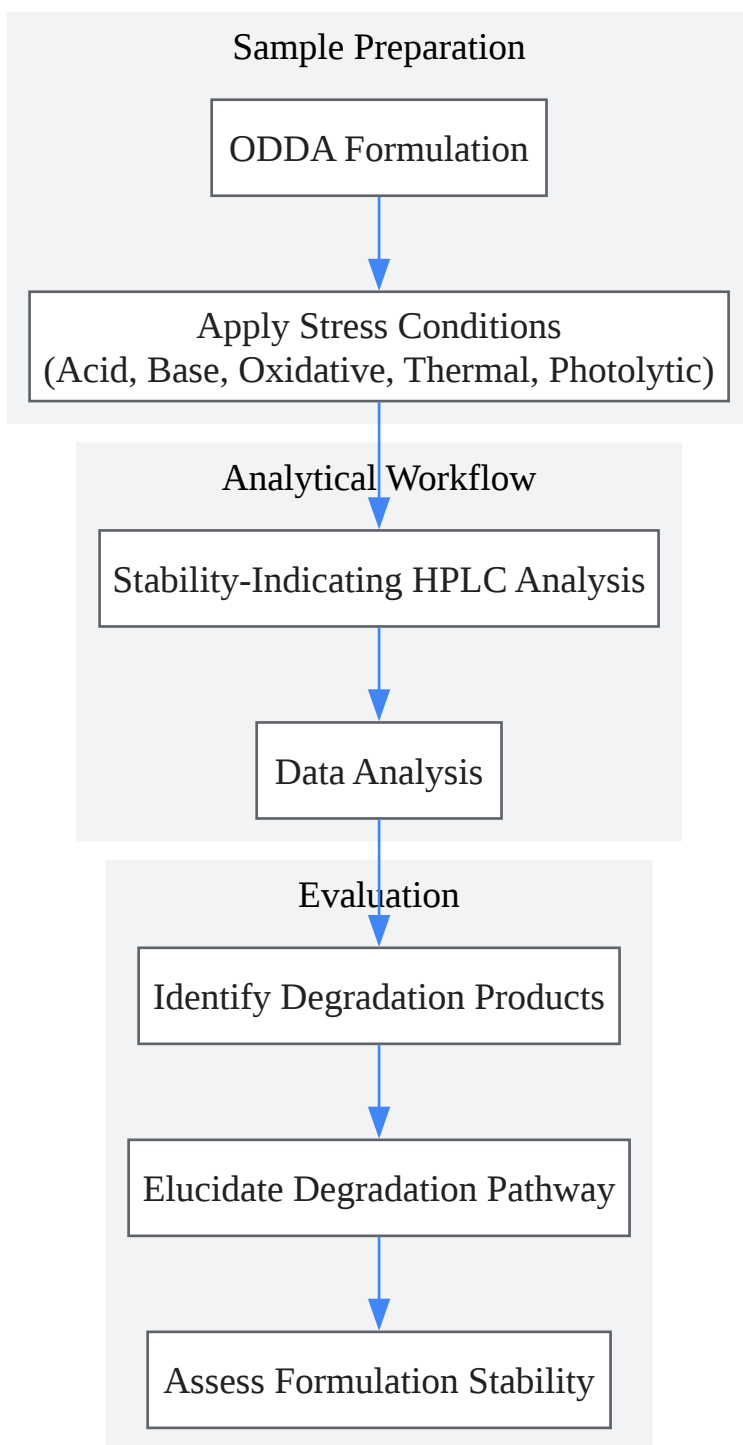 Sample Preparation
ODDA Formulation
Apply Stress Conditions
(Acid, Base, Oxidative, Thermal, Photolytic)
Analytical Workflow
Stability-Indicating HPLC Analysis
Data Analysis
Evaluation
Identify Degradation Products
Elucidate Degradation Pathway
Assess Formulation Stability